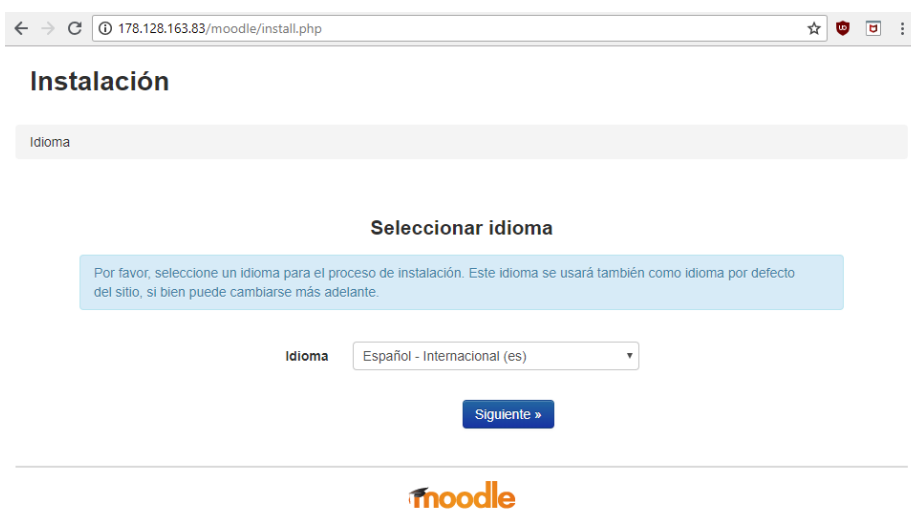 178.128.163.83/moodle/install.php
Instalación
Idioma
Seleccionar idioma
Por favor, seleccione un idioma para el proceso de instalación. Este idioma se usará también como idioma por defecto
del sitio, si bien puede cambiarse más adelante.
Idioma Español - Internacional (es)
Siguiente »
moodle